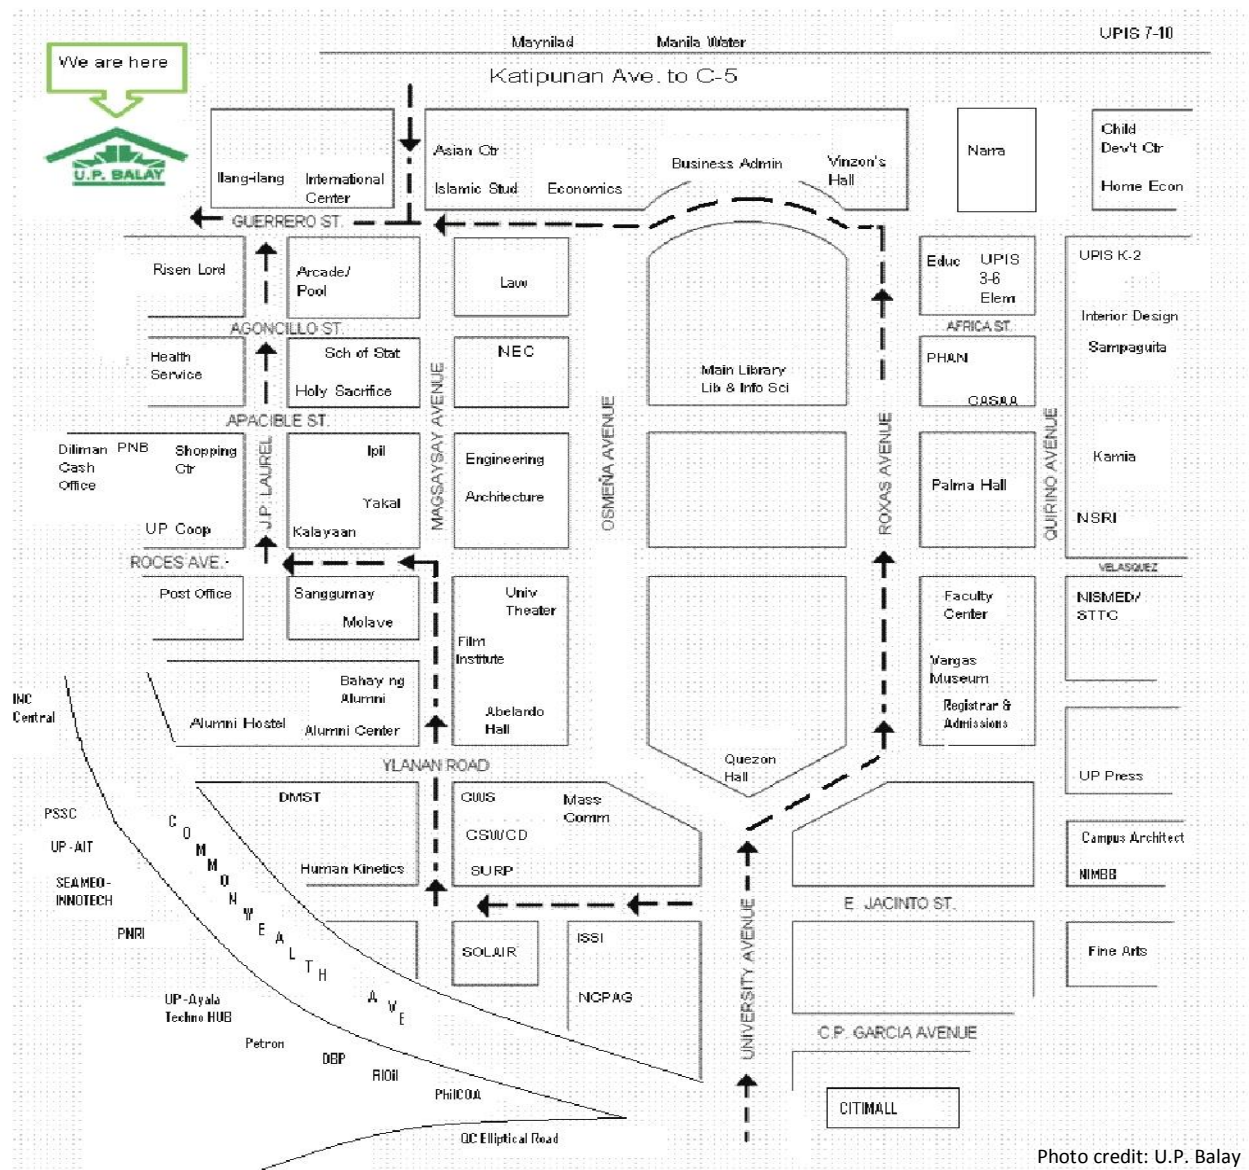 UPIS 7-10
Maynilad
Manila Water
Katipunan Ave. to C-5
We are here
U.P. BALAY
Ilang-ilang
International
Center
Asian Ctr
Islamic Stud
Economics
Business Admin
Vinzon's
Hall
Narra
Child
Dev't Ctr
Home Econ
GUERRERO ST.
Risen Lord
Arcade/
Pool
Law
Educ
UPIS
3-6
Elem
UPIS K-2
AGONCILLO ST.
AFRICA ST.
Interior Design
Sampaguita
Health
Service
Sch of Stat
Holy Sacrifice
NEC
Main Library
Lib & Info Sci
PHAN
CASAA
APACIBLE ST.
J.P. LAUREL
MAGSAYSAY AVENUE
OSMEÑA AVENUE
ROXAS AVENUE
QUIRINO AVENUE
Diliman
Cash
Office
PNB
Shopping
Ctr
UP Coop
Ipil
Yakal
Kalayaan
Engineering
Architecture
Palma Hall
Kamia
NSRI
ROCES AVE.
VELASQUEZ
Post Office
Sanggumay
Molave
Univ
Theater
Film
Institute
Abelardo
Hall
Faculty
Center
Vargas
Museum
Registrar &
Admissions
NISMED/
STTC
INC
Central
Bahay ng
Alumni
Alumni Hostel
Alumni Center
YLANAN ROAD
Quezon
Hall
UP Press
DMST
Human Kinetics
CWS
CSWCD
SURP
Mass
Comm
Campus Architect
NIMBB
PSSC
UP-AIT
SEAMEO-
INNOTECH
PNRI
COMMONWEALTH AVE
E. JACINTO ST.
UNIVERSITY AVENUE
SOLAIR
ISSI
NCPAG
Fine Arts
UP-Ayala
Techno HUB
Petron
DBP
PhilCOA
C.P. GARCIA AVENUE
CITIMALL
QC Elliptical Road
Photo credit: U.P. Balay